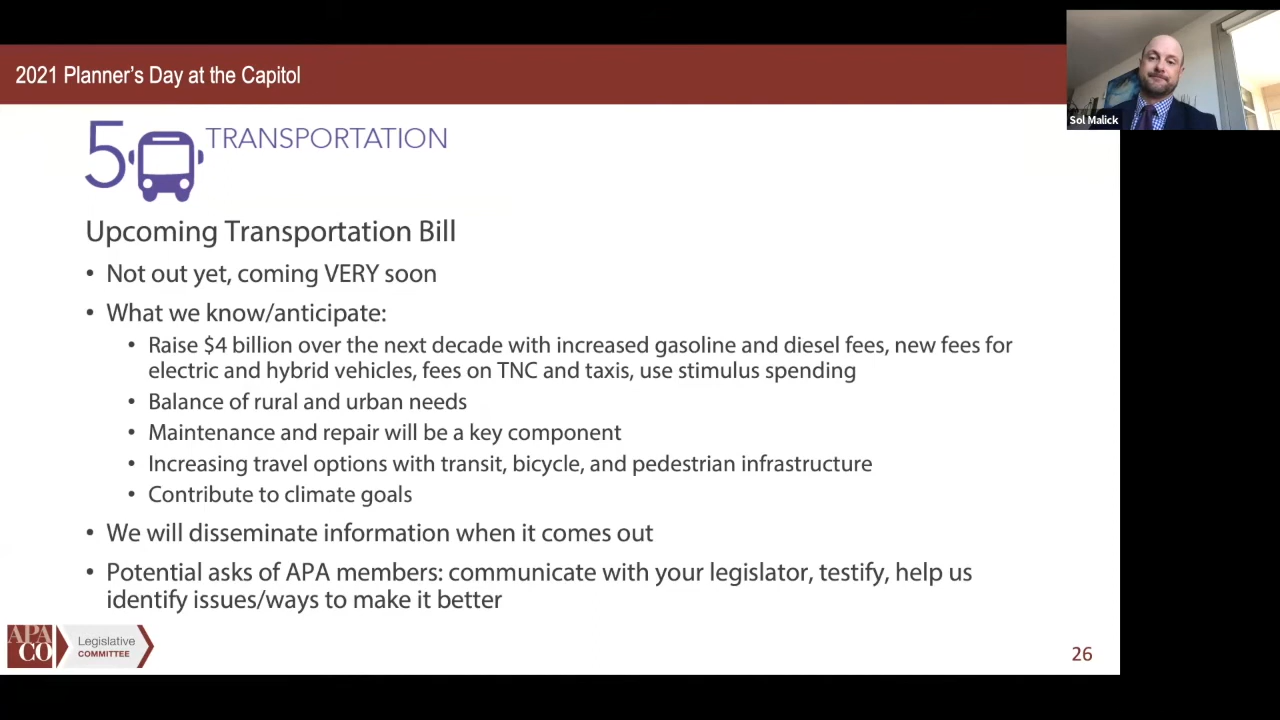 2021 Planner's Day at the Capitol
Sol Malick
5 TRANSPORTATION
Upcoming Transportation Bill
• Not out yet, coming VERY soon
• What we know/anticipate:
• Raise $4 billion over the next decade with increased gasoline and diesel fees, new fees for
electric and hybrid vehicles, fees on TNC and taxis, use stimulus spending
• Balance of rural and urban needs
• Maintenance and repair will be a key component
• Increasing travel options with transit, bicycle, and pedestrian infrastructure
• Contribute to climate goals
• We will disseminate information when it comes out
• Potential asks of APA members: communicate with your legislator, testify, help us
identify issues/ways to make it better
APA
CO
Legislative
COMMITTEE
26